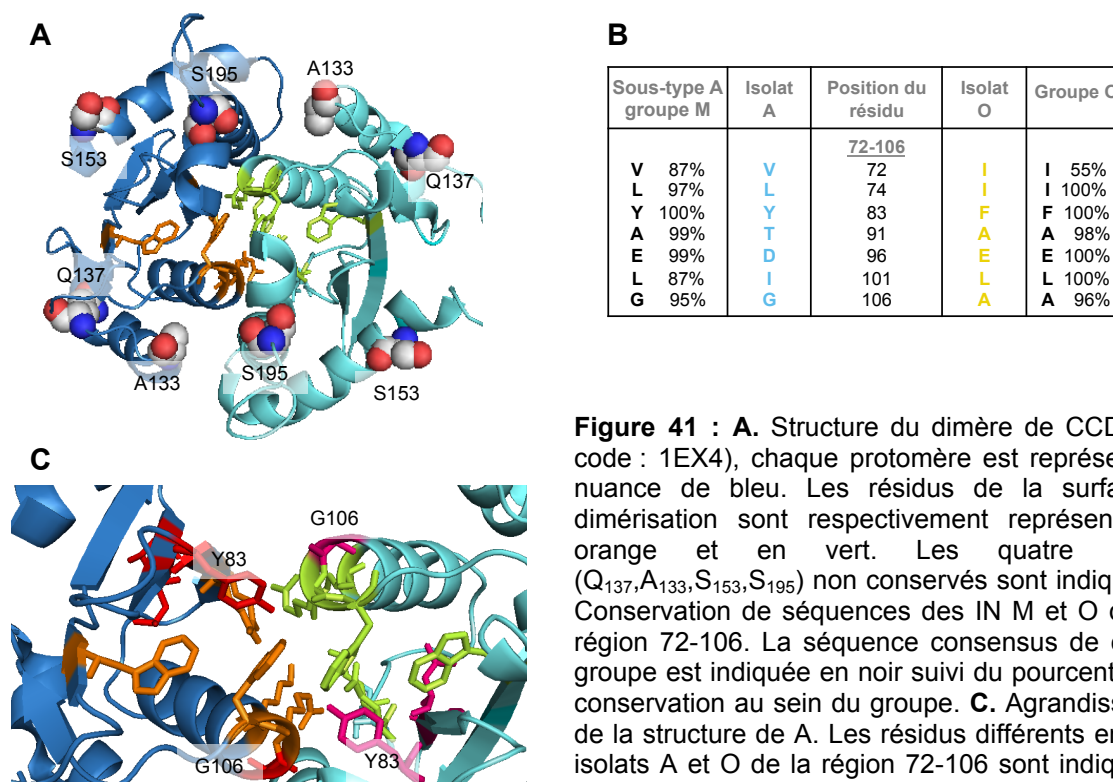 A
S195
A133
S153
Q137
Q137
A133
S195
S153
B
Sous-type A groupe M Isolat A Position du résidu Isolat O Groupe O
72-106
V 87% V 72 I I 55%
L 97% L 74 I I 100%
Y 100% Y 83 F F 100%
A 99% T 91 A A 98%
E 99% D 96 E E 100%
L 87% I 101 L L 100%
G 95% G 106 A A 96%
C
G106
Y83
Y83
G106
Figure 41 : A. Structure du dimère de CCD
code : 1EX4), chaque protomère est représe
nuance de bleu. Les résidus de la surfa
dimérisation sont respectivement représen
orange et en vert. Les quatre
(Q137,A133,S153,S195) non conservés sont indiqu
Conservation de séquences des IN M et O d
région 72-106. La séquence consensus de
groupe est indiquée en noir suivi du pourcent
conservation au sein du groupe. C. Agrandiss
de la structure de A. Les résidus différents en
isolats A et O de la région 72-106 sont indiq